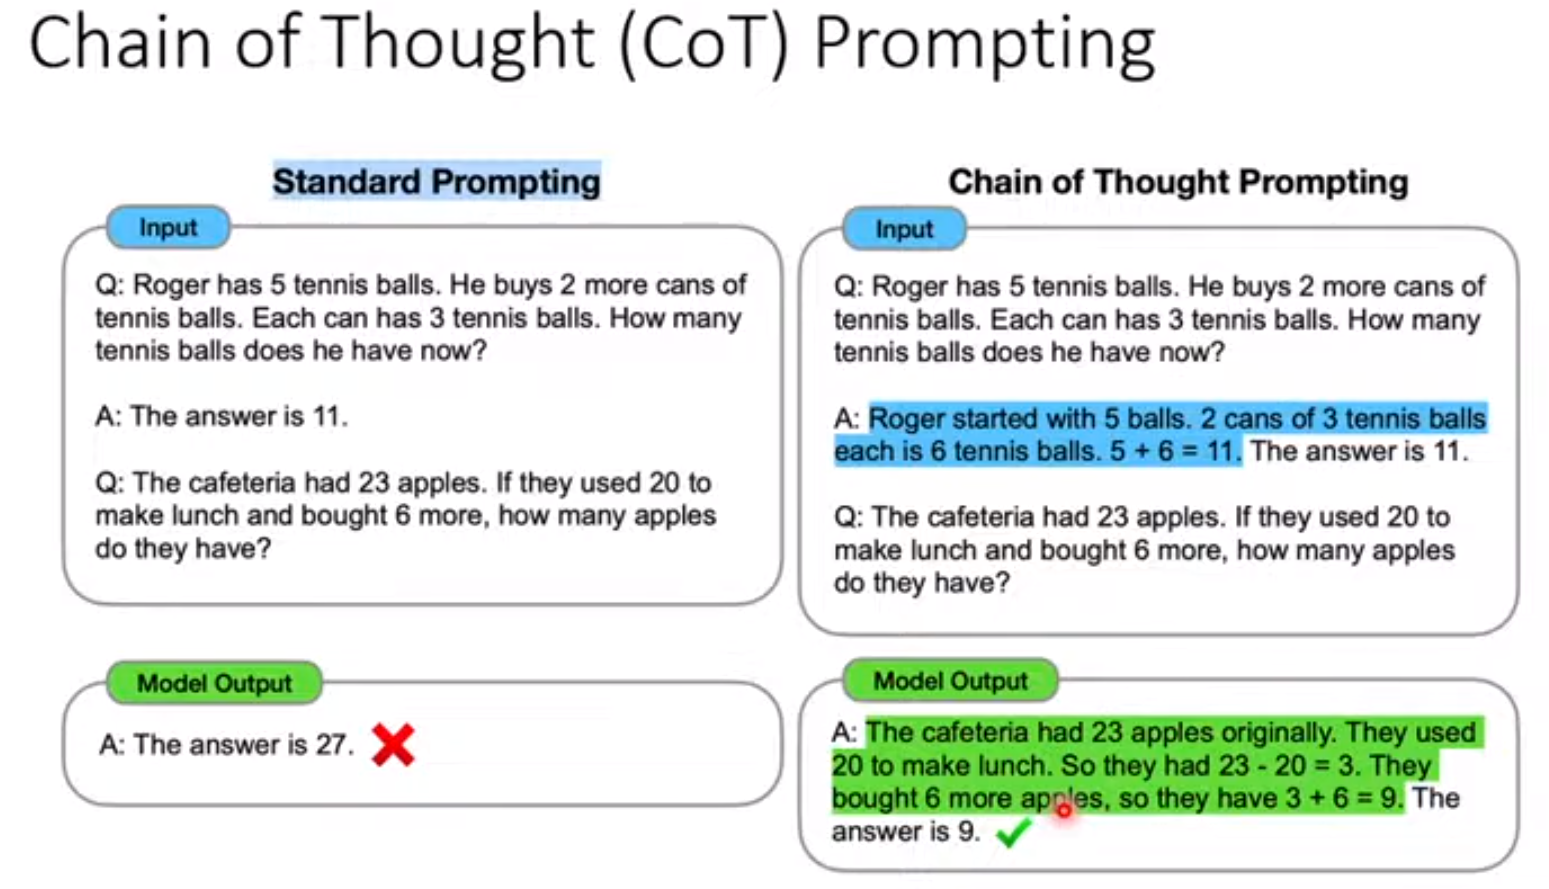 Chain of Thought (CoT) Prompting
Standard Prompting
Input
Q: Roger has 5 tennis balls. He buys 2 more cans of
tennis balls. Each can has 3 tennis balls. How many
tennis balls does he have now?
A: The answer is 11.
Q: The cafeteria had 23 apples. If they used 20 to
make lunch and bought 6 more, how many apples
do they have?
Model Output
A: The answer is 27.
Chain of Thought Prompting
Input
Q: Roger has 5 tennis balls. He buys 2 more cans of
tennis balls. Each can has 3 tennis balls. How many
tennis balls does he have now?
A: Roger started with 5 balls. 2 cans of 3 tennis balls
each is 6 tennis balls. 5 + 6 = 11. The answer is 11.
Q: The cafeteria had 23 apples. If they used 20 to
make lunch and bought 6 more, how many apples
do they have?
Model Output
A: The cafeteria had 23 apples originally. They used
20 to make lunch. So they had 23 - 20 = 3. They
bought 6 more apples, so they have 3 + 6 = 9. The
answer is 9.